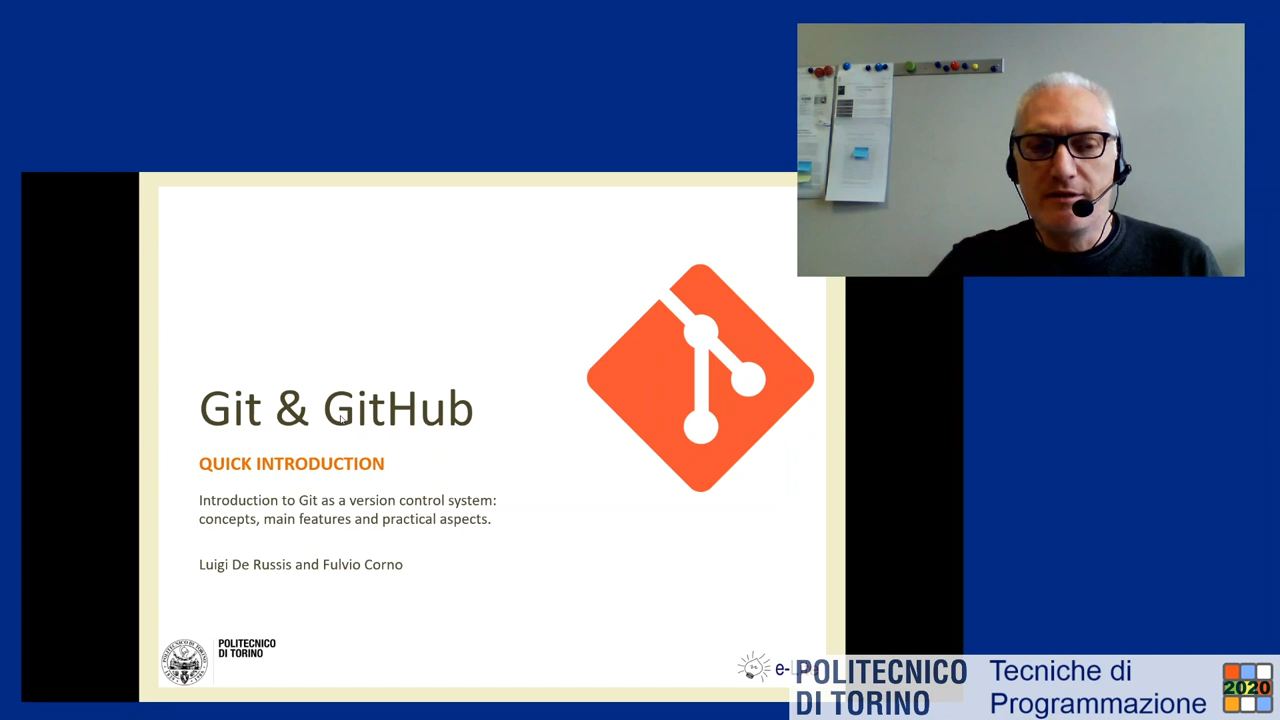 Git & GitHub
QUICK INTRODUCTION
Introduction to Git as a version control system:
concepts, main features and practical aspects.
Luigi De Russis and Fulvio Corno
POLITECNICO
DI TORINO
POLITECNICO
DI TORINO
Tecniche di
Programmazione
2020